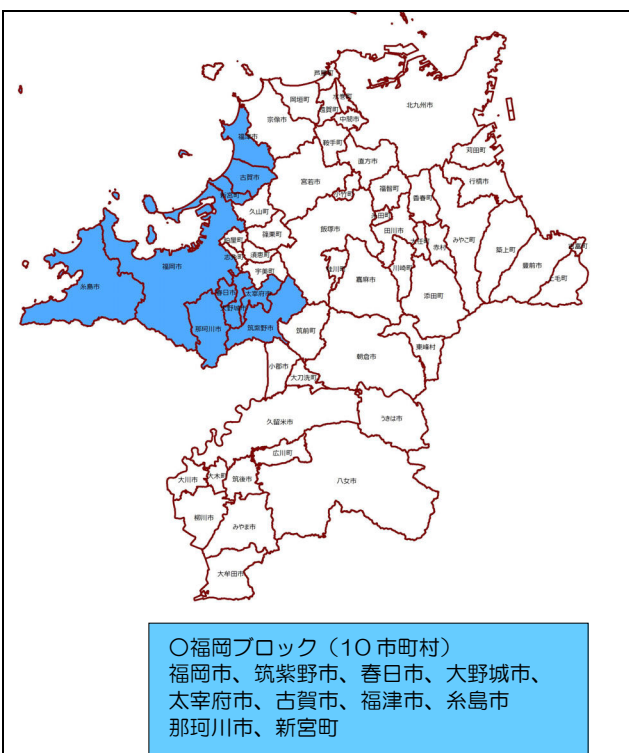 芦屋町
水巻町
岡垣町
遠賀町
北九州市
宗像市
中間市
福津市
鞍手町
苅田町
直方市
古賀市
宮若市
行橋市
福智町
小竹町
香春町
新宮町
久山町
糸田町
飯塚市
田川市
篠栗町
粕屋町
福岡市
大任町
赤村
みやこ町
築上町
吉富町
須恵町
志免町
豊前市
宇美町
川崎町
上毛町
桂川町
嘉麻市
添田町
糸島市
春日市
太宰府市
大野城市
那珂川市
筑紫野市
筑前町
東峰村
朝倉市
小郡市
大刀洗町
久留米市
うきは市
広川町
大川市
大木町
筑後市
八女市
柳川市
みやま市
大牟田市
〇福岡ブロック（10市町村）
福岡市、筑紫野市、春日市、大野城市、
太宰府市、古賀市、福津市、糸島市
那珂川市、新宮町